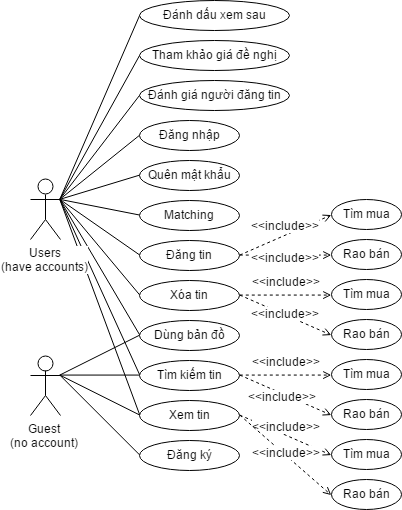 Đánh dấu xem sau
Tham khảo giá đề nghị
Đánh giá người đăng tin
Đăng nhập
Quên mật khẩu
Matching
<<include>>
Tìm mua
Users
(have accounts)
Đăng tin
<<include>>
Rao bán
Xóa tin
<<include>>
Tìm mua
<<include>>
Rao bán
Dùng bản đồ
Tìm kiếm tin
<<include>>
Tìm mua
<<include>>
Rao bán
Xem tin
<<include>>
Tìm mua
Guest
(no account)
Đăng ký
<<include>>
Rao bán